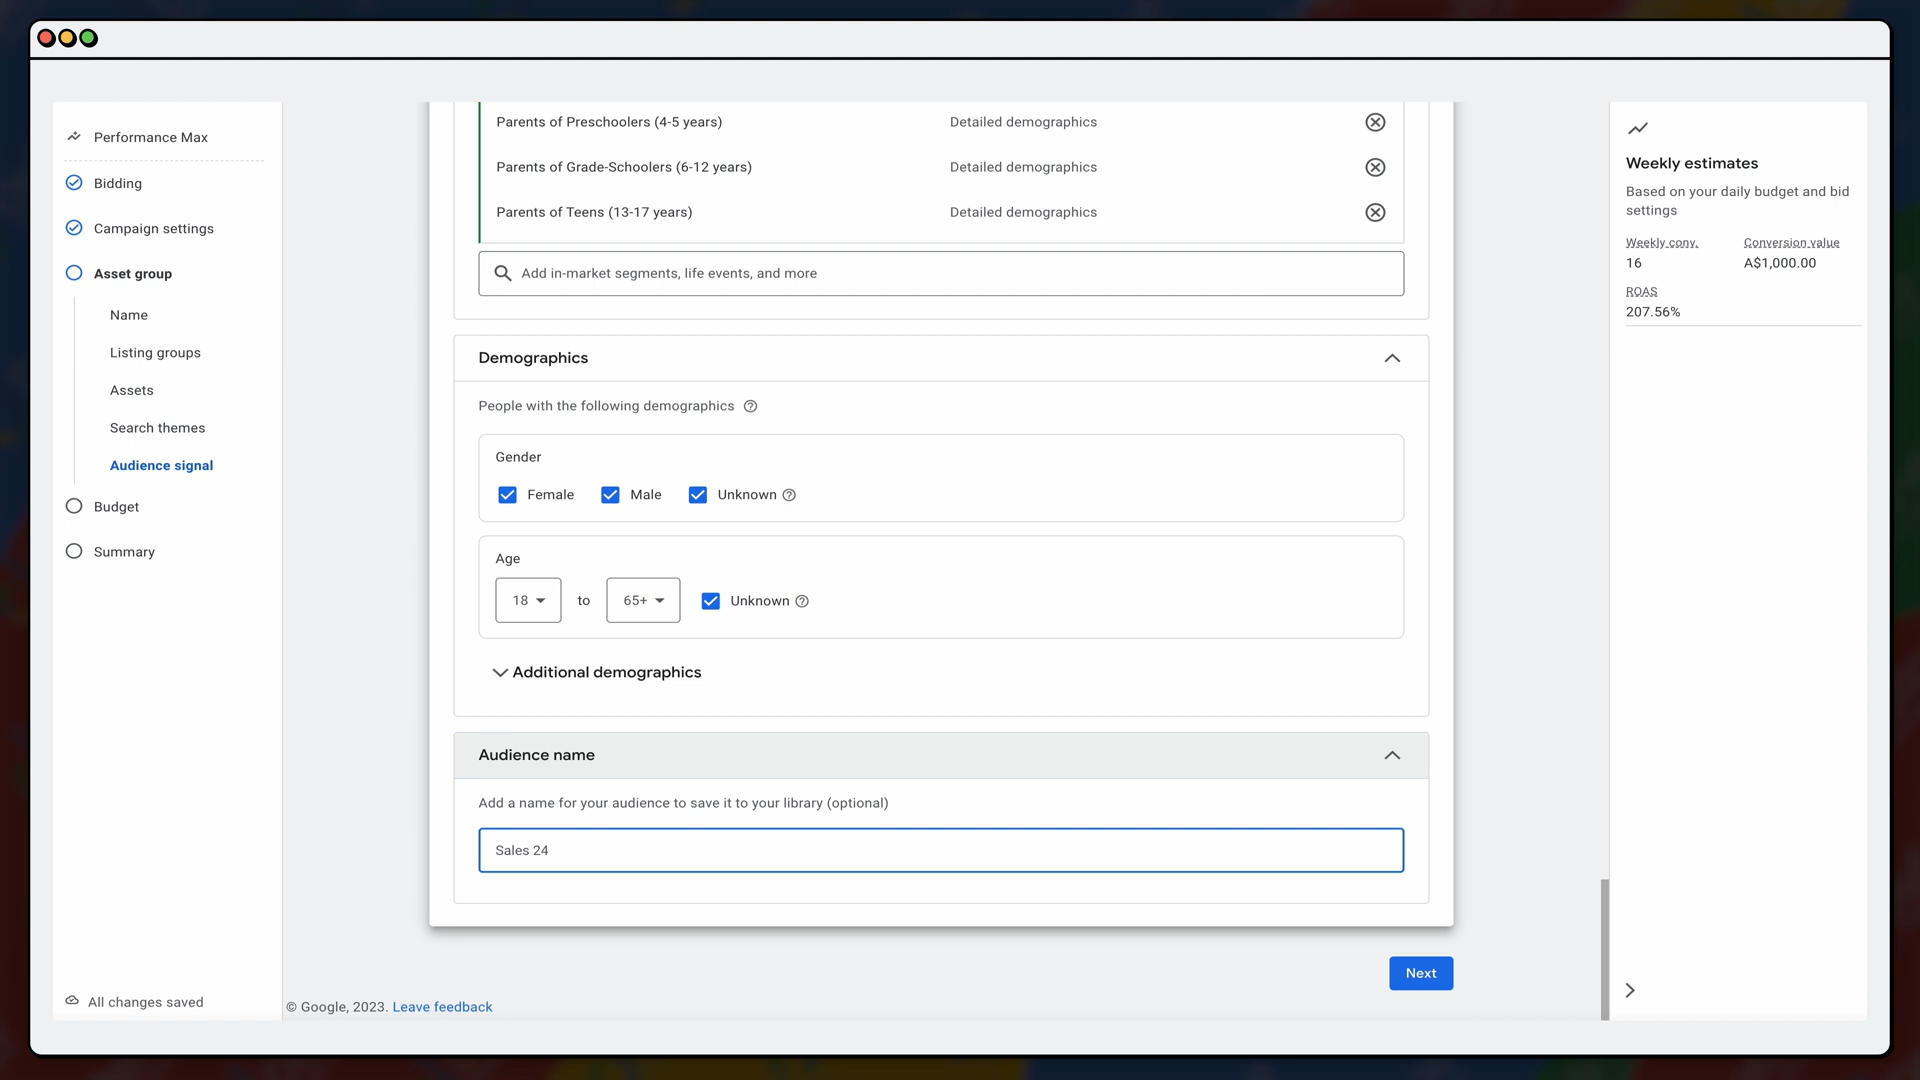 Performance Max
Bidding
Campaign settings
Asset group
Name
Listing groups
Assets
Search themes
Audience signal
Budget
Summary
All changes saved
Parents of Preschoolers (4-5 years) Detailed demographics
Parents of Grade-Schoolers (6-12 years) Detailed demographics
Parents of Teens (13-17 years) Detailed demographics
Add in-market segments, life events, and more
Demographics
People with the following demographics
Gender
Female Male Unknown
Age
18 to 65+ Unknown
Additional demographics
Audience name
Add a name for your audience to save it to your library (optional)
Sales 24
Next
© Google, 2023. Leave feedback
Weekly estimates
Based on your daily budget and bid
settings
Weekly conv. Conversion value
16 A$1,000.00
ROAS
207.56%